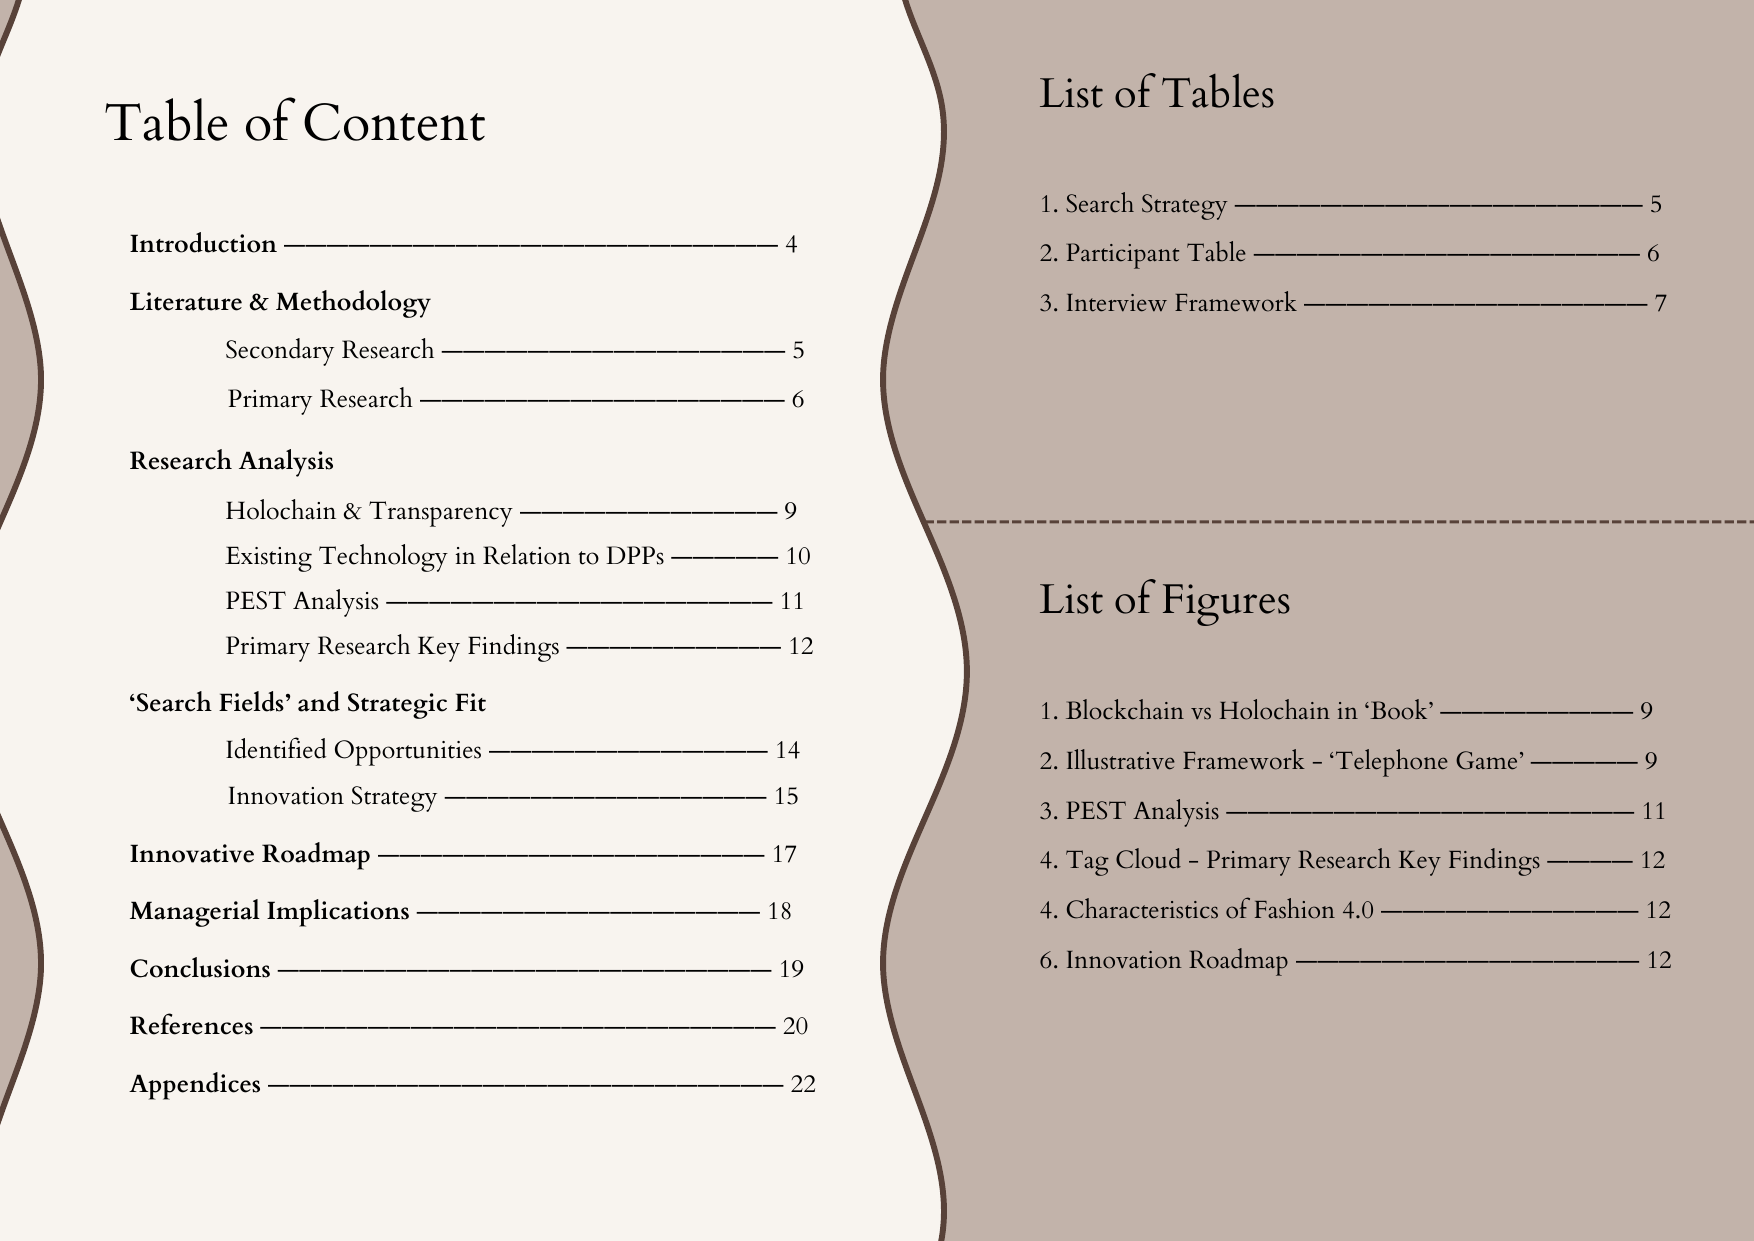 Table of Content
Introduction ——————————————————————— 4
Literature & Methodology
Secondary Research ———————————————— 5
Primary Research ————————————————— 6
Research Analysis
Holochain & Transparency ———————————— 9
Existing Technology in Relation to DPPs ————— 10
PEST Analysis —————————————————— 11
Primary Research Key Findings —————————— 12
‘Search Fields’ and Strategic Fit
Identified Opportunities ————————————— 14
Innovation Strategy ——————————————— 15
Innovative Roadmap —————————————————— 17
Managerial Implications ———————————————— 18
Conclusions ——————————————————————— 19
References ———————————————————————— 20
Appendices ———————————————————————— 22
List of Tables
1. Search Strategy ——————————————————— 5
2. Participant Table —————————————————— 6
3. Interview Framework ———————————————— 7
List of Figures
1. Blockchain vs Holochain in ‘Book’ ————————— 9
2. Illustrative Framework - ‘Telephone Game’ ————— 9
3. PEST Analysis ——————————————————— 11
4. Tag Cloud - Primary Research Key Findings ———— 12
4. Characteristics of Fashion 4.0 ———————————— 12
6. Innovation Roadmap ———————————————— 12